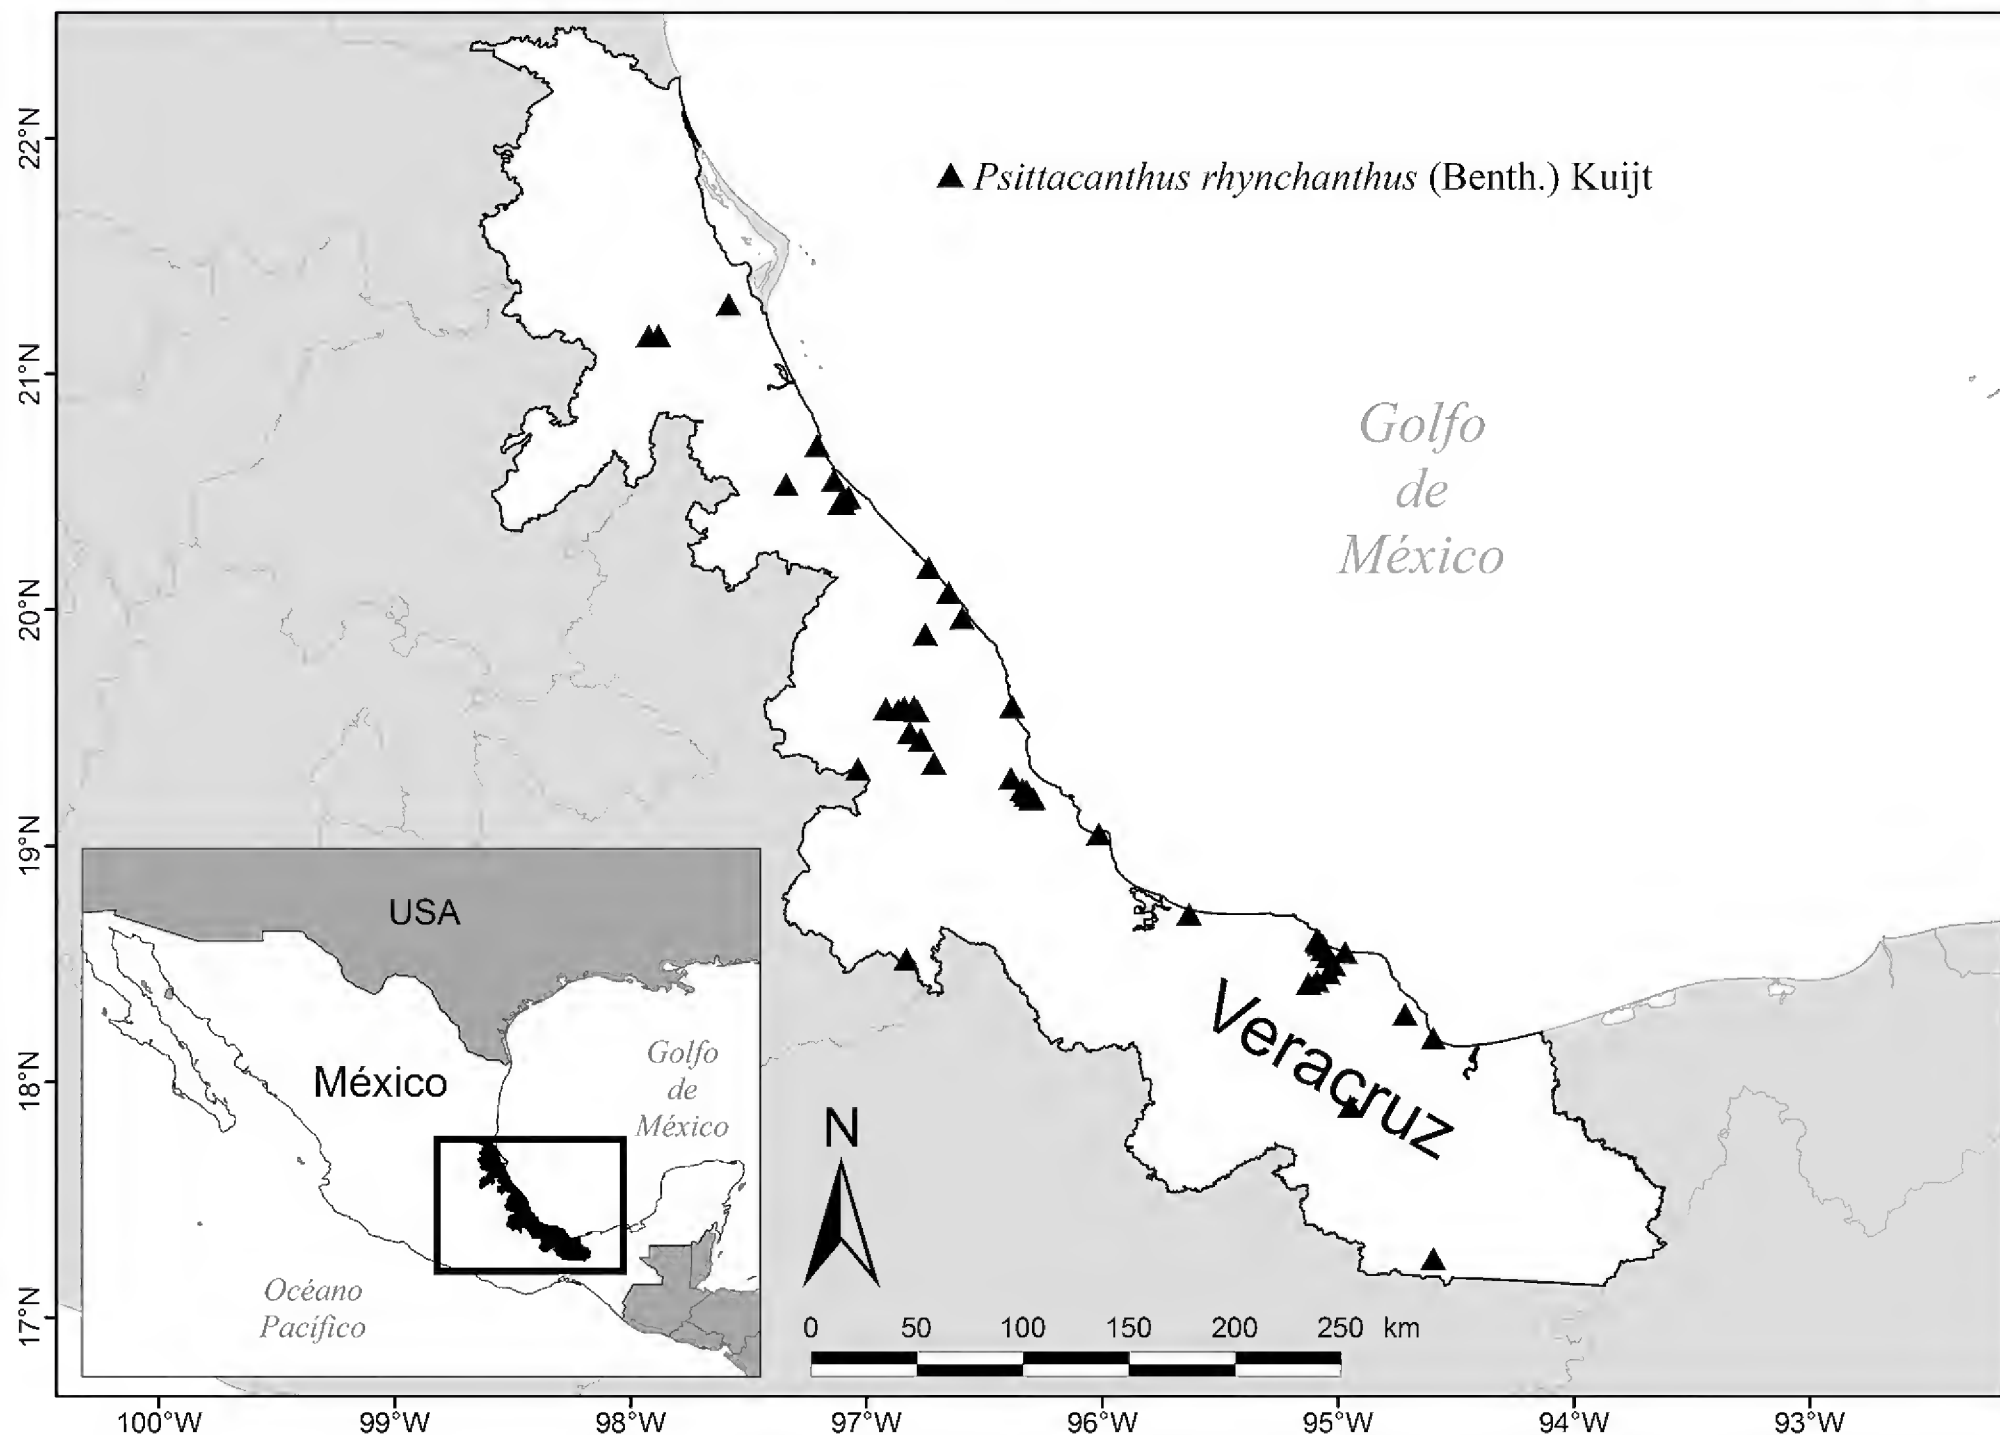 22°N
21°N
20°N
19°N
18°N
17°N
▲ Psittacanthus rhynchanthus (Benth.) Kuijt
Golfo
de
México
Veracruz
USA
México
Golfo
de
México
Océano
Pacífico
N
0 50 100 150 200 250 km
100°W 99°W 98°W 97°W 96°W 95°W 94°W 93°W